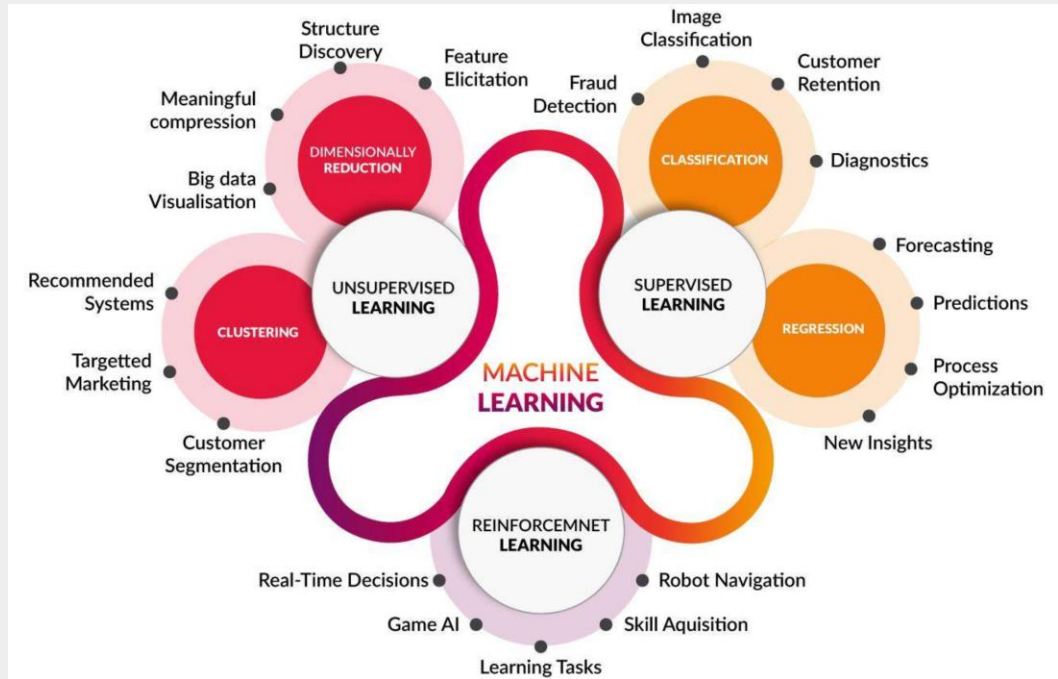 Structure
Discovery
Feature
Elicitation
Meaningful
compression
DIMENSIONALLY
REDUCTION
Big data
Visualisation
UNSUPERVISED
LEARNING
Recommended
Systems
CLUSTERING
Targetted
Marketing
Customer
Segmentation
Image
Classification
Fraud
Detection
Customer
Retention
CLASSIFICATION
Diagnostics
SUPERVISED
LEARNING
Forecasting
Predictions
REGRESSION
Process
Optimization
New Insights
MACHINE
LEARNING
REINFORCEMNET
LEARNING
Real-Time Decisions
Robot Navigation
Game AI
Skill Aquisition
Learning Tasks